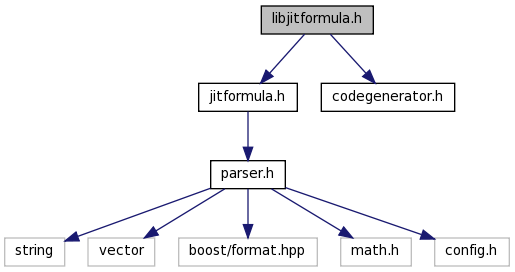 libjitformula.h
jitformula.h
codegenerator.h
parser.h
string
vector
boost/format.hpp
math.h
config.h